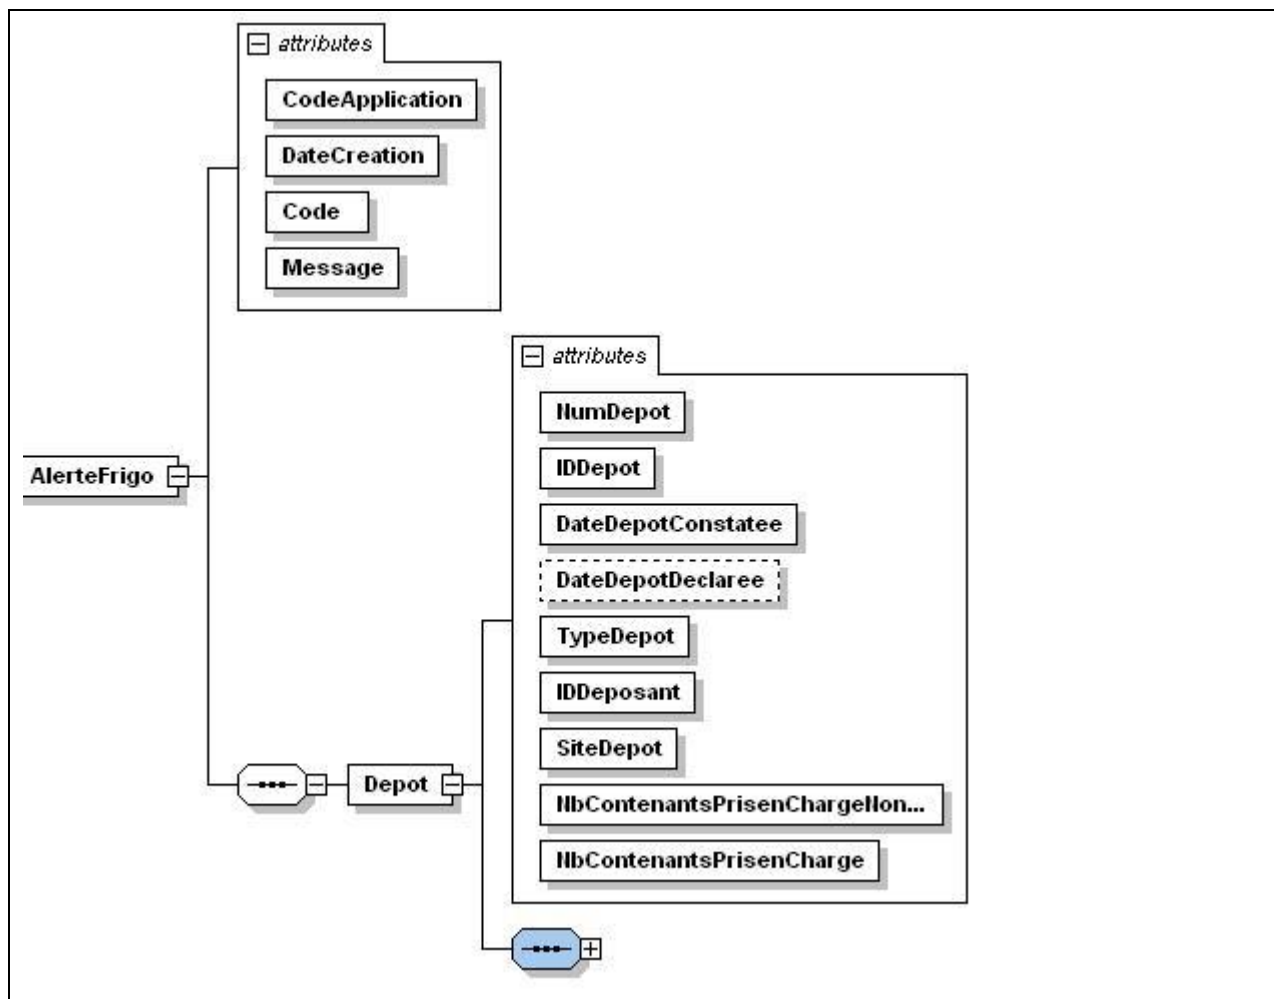 attributes
CodeApplication
DateCreation
Code
Message
attributes
NumDepot
IDDepot
DateDepotConstatee
AlerteFrigo
DateDepotDeclaree
TypeDepot
IDDeposant
SiteDepot
Depot
NbContenantsPrisenChargeNon...
NbContenantsPrisenCharge